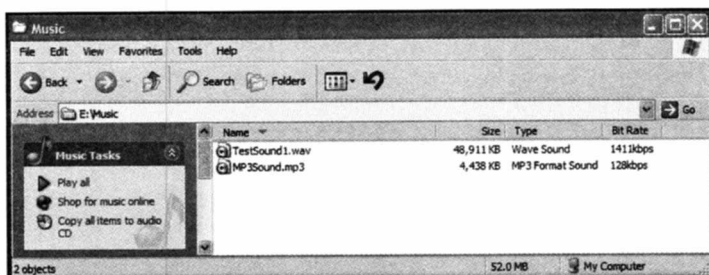 Music
File Edit View Favorites Tools Help
Back Search Folders
Address E:\Music Go
Name Size Type Bit Rate
Music Tasks
TestSound1.wav 48,911 KB Wave Sound 1411kbps
MP3Sound.mp3 4,438 KB MP3 Format Sound 128kbps
Play all
Shop for music online
Copy all items to audio
CD
2 objects 52.0 MB My Computer